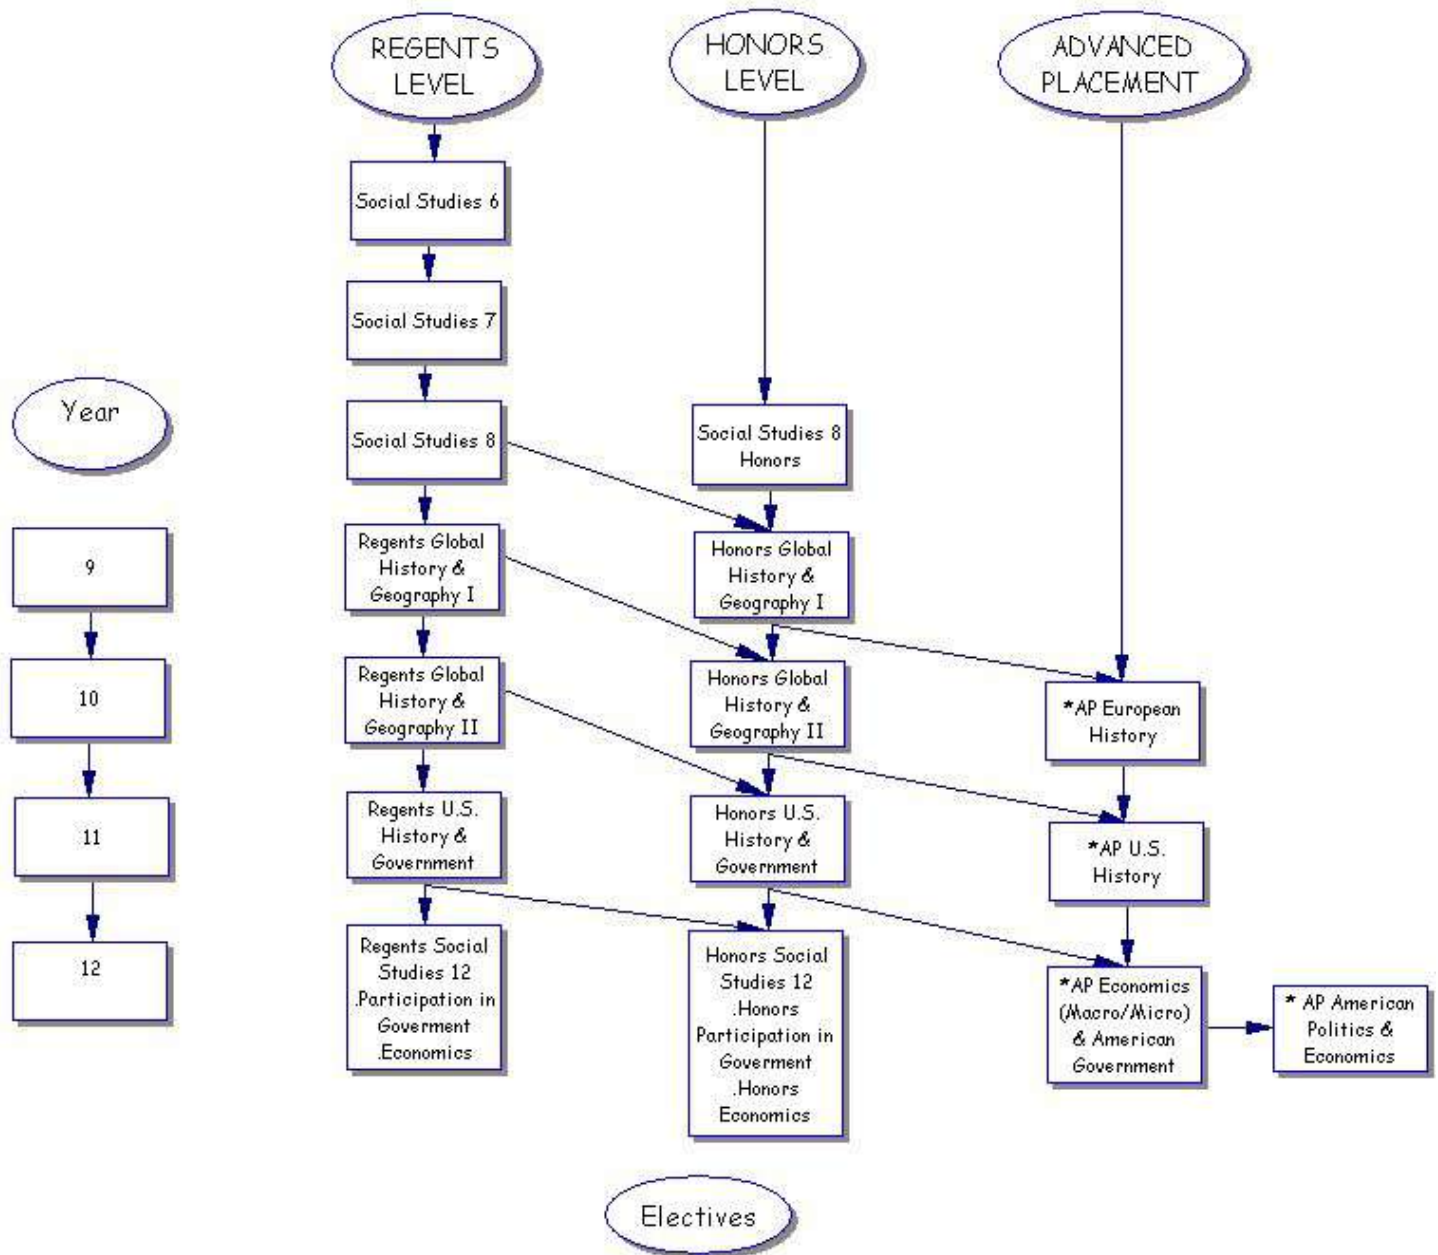 REGENTS
LEVEL
HONORS
LEVEL
ADVANCED
PLACEMENT
Social Studies 6
Social Studies 7
Year
Social Studies 8
Social Studies 8
Honors
9
Regents Global
History &
Geography I
Honors Global
History &
Geography I
10
Regents Global
History &
Geography II
Honors Global
History &
Geography II
*AP European
History
11
Regents U.S.
History &
Government
Honors U.S.
History &
Government
*AP U.S.
History
12
Regents Social
Studies 12
.Participation in
Goverment
.Economics
Honors Social
Studies 12
.Honors
Participation in
Goverment
.Honors
Economics
*AP Economics
(Macro/Micro)
& American
Government
* AP American
Politics &
Economics
Electives